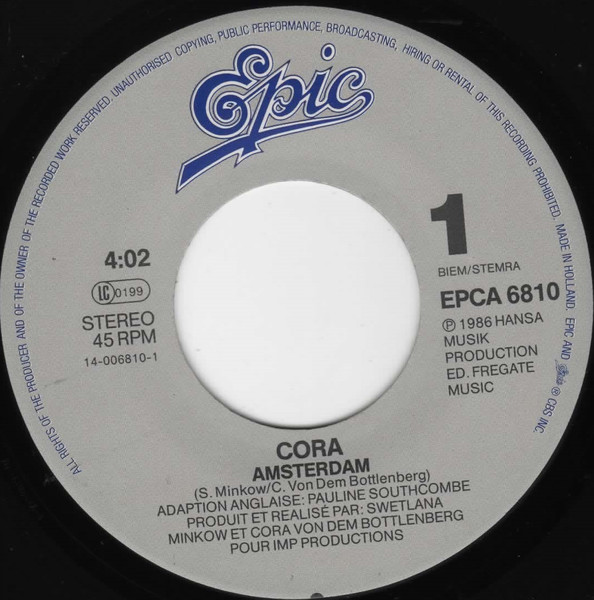 ALL RIGHTS OF THE PRODUCER AND OF THE OWNER OF THE RECORDED WORK RESERVED. UNAUTHORISED COPYING, PUBLIC PERFORMANCE, BROADCASTING, HIRING OR RENTAL OF THIS RECORDING PROHIBITED. MADE IN HOLLAND. EPIC AND Epic ® CBS INC.
Epic
1
BIEM/STEMRA
4:02
LC 0199
STEREO
45 RPM
14-006810-1
EPCA 6810
℗ 1986 HANSA
MUSIK
PRODUCTION
ED. FREGATE
MUSIC
CORA
AMSTERDAM
(S. Minkow/C. Von Dem Bottlenberg)
ADAPTION ANGLAISE: PAULINE SOUTHCOMBE
PRODUIT ET REALISÉ PAR: SWETLANA
MINKOW ET CORA VON DEM BOTTLENBERG
POUR IMP PRODUCTIONS